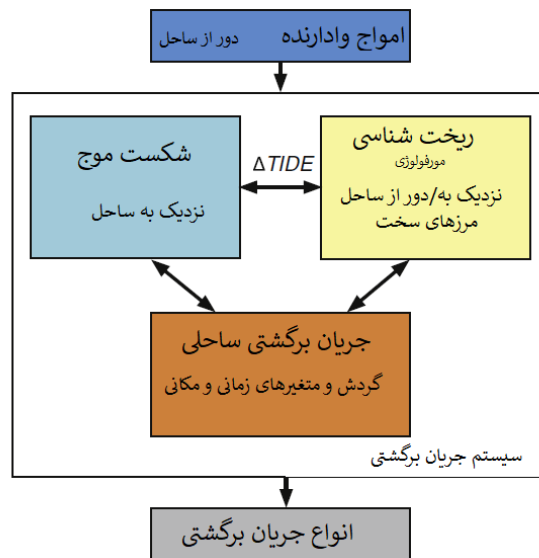 امواج وادارنده دور از ساحل
شکست موج
نزدیک به ساحل
ΔTIDE
ریخت شناسی
مورفولوژی
نزدیک به/دور از ساحل
مرزهای سخت
جریان برگشتی ساحلی
گردش و متغیرهای زمانی و مکانی
سیستم جریان برگشتی
انواع جریان برگشتی